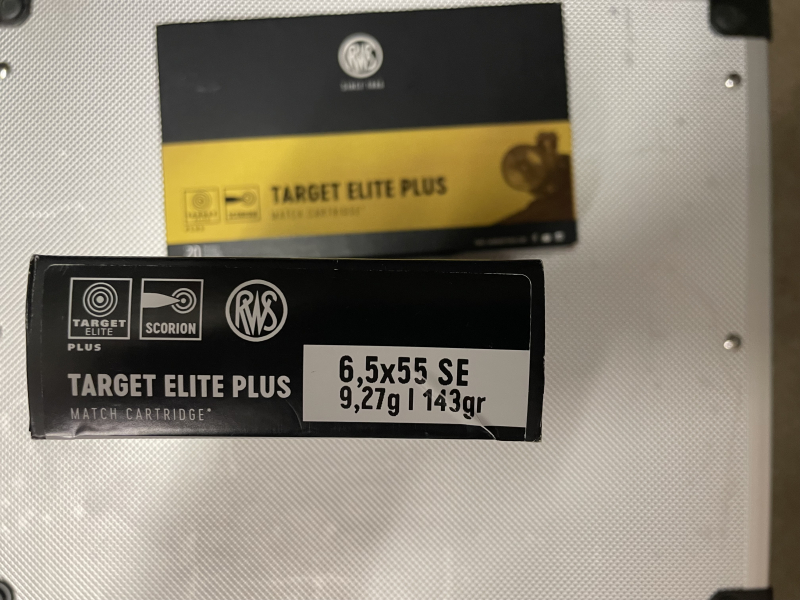 RWS
TARGET ELITE PLUS
MATCH CARTRIDGE*
TARGET
20
TARGET
ELITE
PLUS
SCORION
RWS
TARGET ELITE PLUS
MATCH CARTRIDGE*
6,5x55 SE
9,27g | 143gr